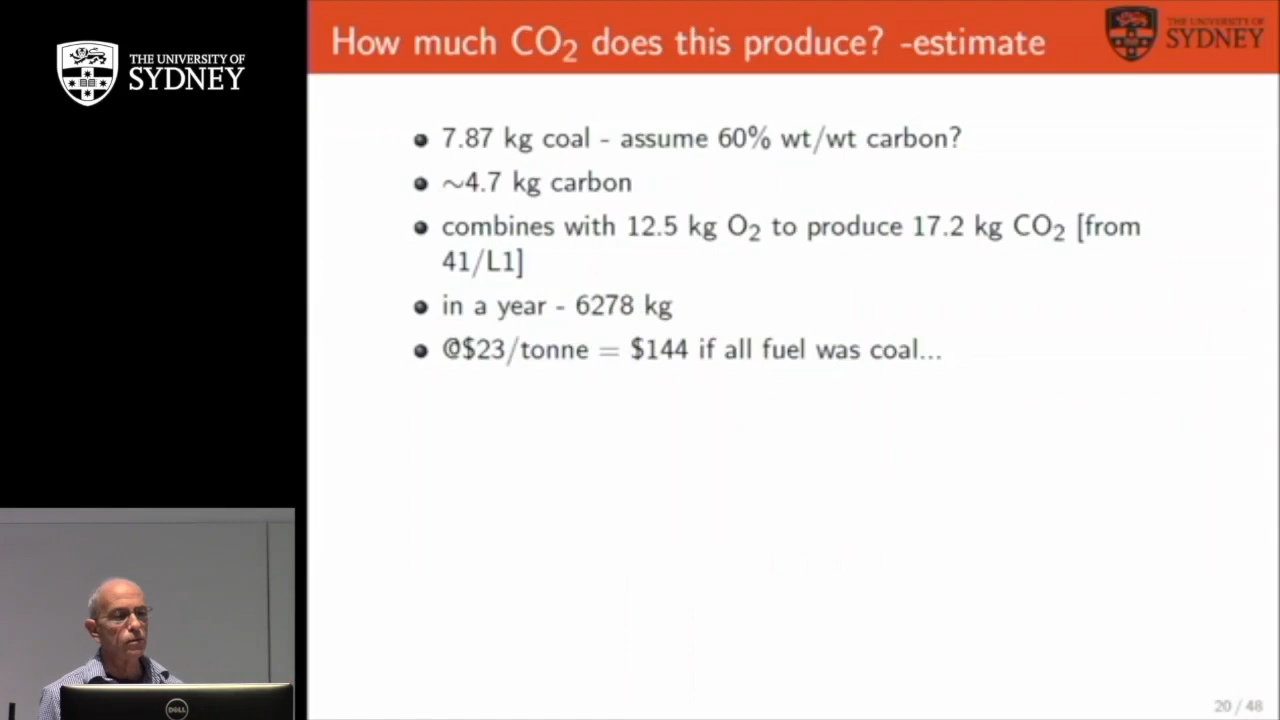 THE UNIVERSITY OF
SYDNEY
How much CO₂ does this produce? -estimate
THE UNIVERSITY OF
SYDNEY
7.87 kg coal - assume 60% wt/wt carbon?
~4.7 kg carbon
combines with 12.5 kg O₂ to produce 17.2 kg CO₂ [from
41/L1]
in a year - 6278 kg
@$23/tonne = $144 if all fuel was coal...
DELL
20 / 48